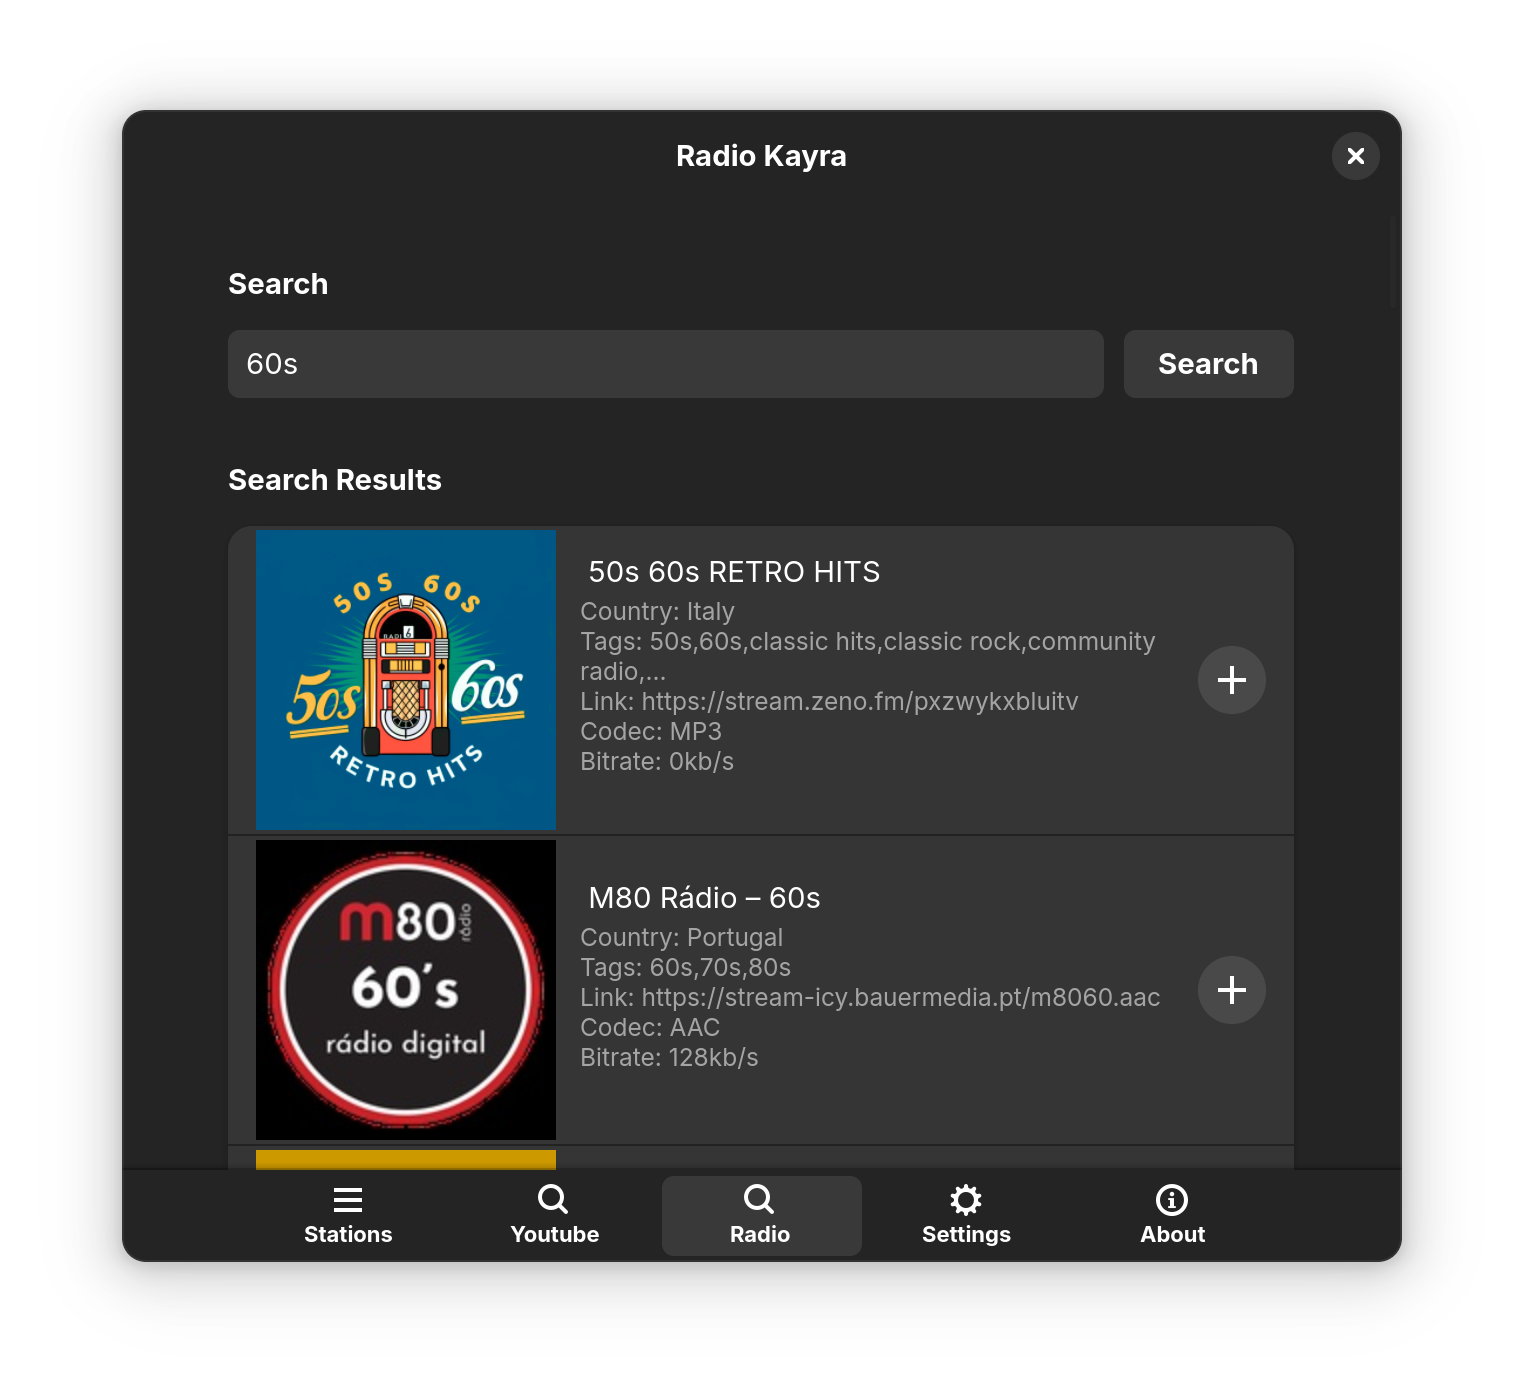 Radio Kayra
Search
60s
Search
Search Results
50S 60S
50s 60s
RETRO HITS
50s 60s RETRO HITS
Country: Italy
Tags: 50s,60s,classic hits,classic rock,community
radio,...
Link: https://stream.zeno.fm/pxzwykxbluitv
Codec: MP3
Bitrate: 0kb/s
m80 rádio
60's
rádio digital
M80 Rádio – 60s
Country: Portugal
Tags: 60s,70s,80s
Link: https://stream-icy.bauermedia.pt/m8060.aac
Codec: AAC
Bitrate: 128kb/s
Stations
Youtube
Radio
Settings
About